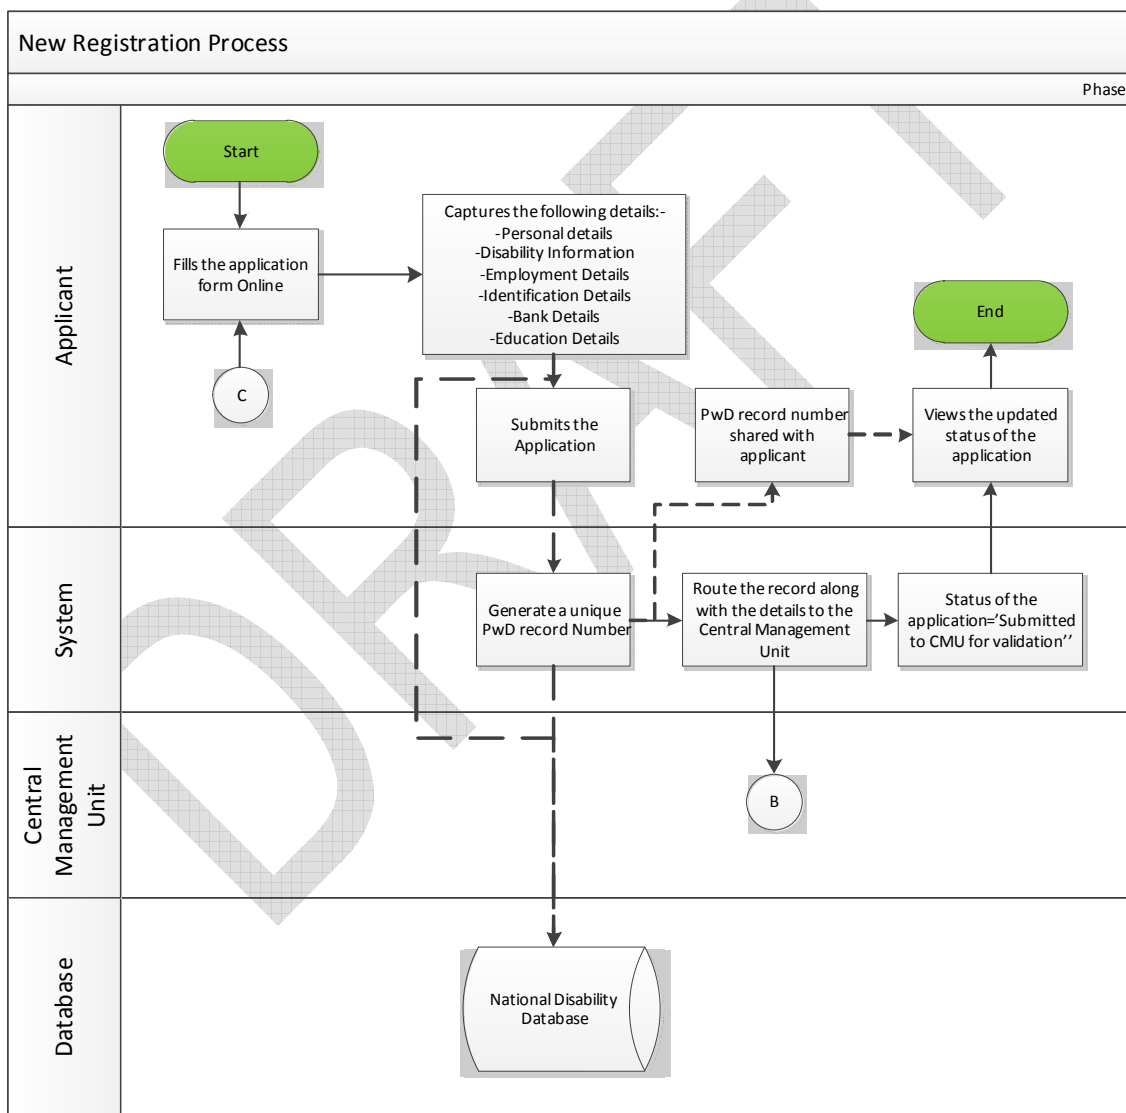 New Registration Process
Phase
Applicant
Start
Fills the application
form Online
C
Captures the following details:-
-Personal details
-Disability Information
-Employment Details
-Identification Details
-Bank Details
-Education Details
Submits the
Application
PwD record number
shared with
applicant
End
Views the updated
status of the
application
System
Generate a unique
PwD record Number
Route the record along
with the details to the
Central Management
Unit
Status of the
application=’Submitted
to CMU for validation’’
Central
Management
Unit
B
Database
National Disability
Database
DRAFT